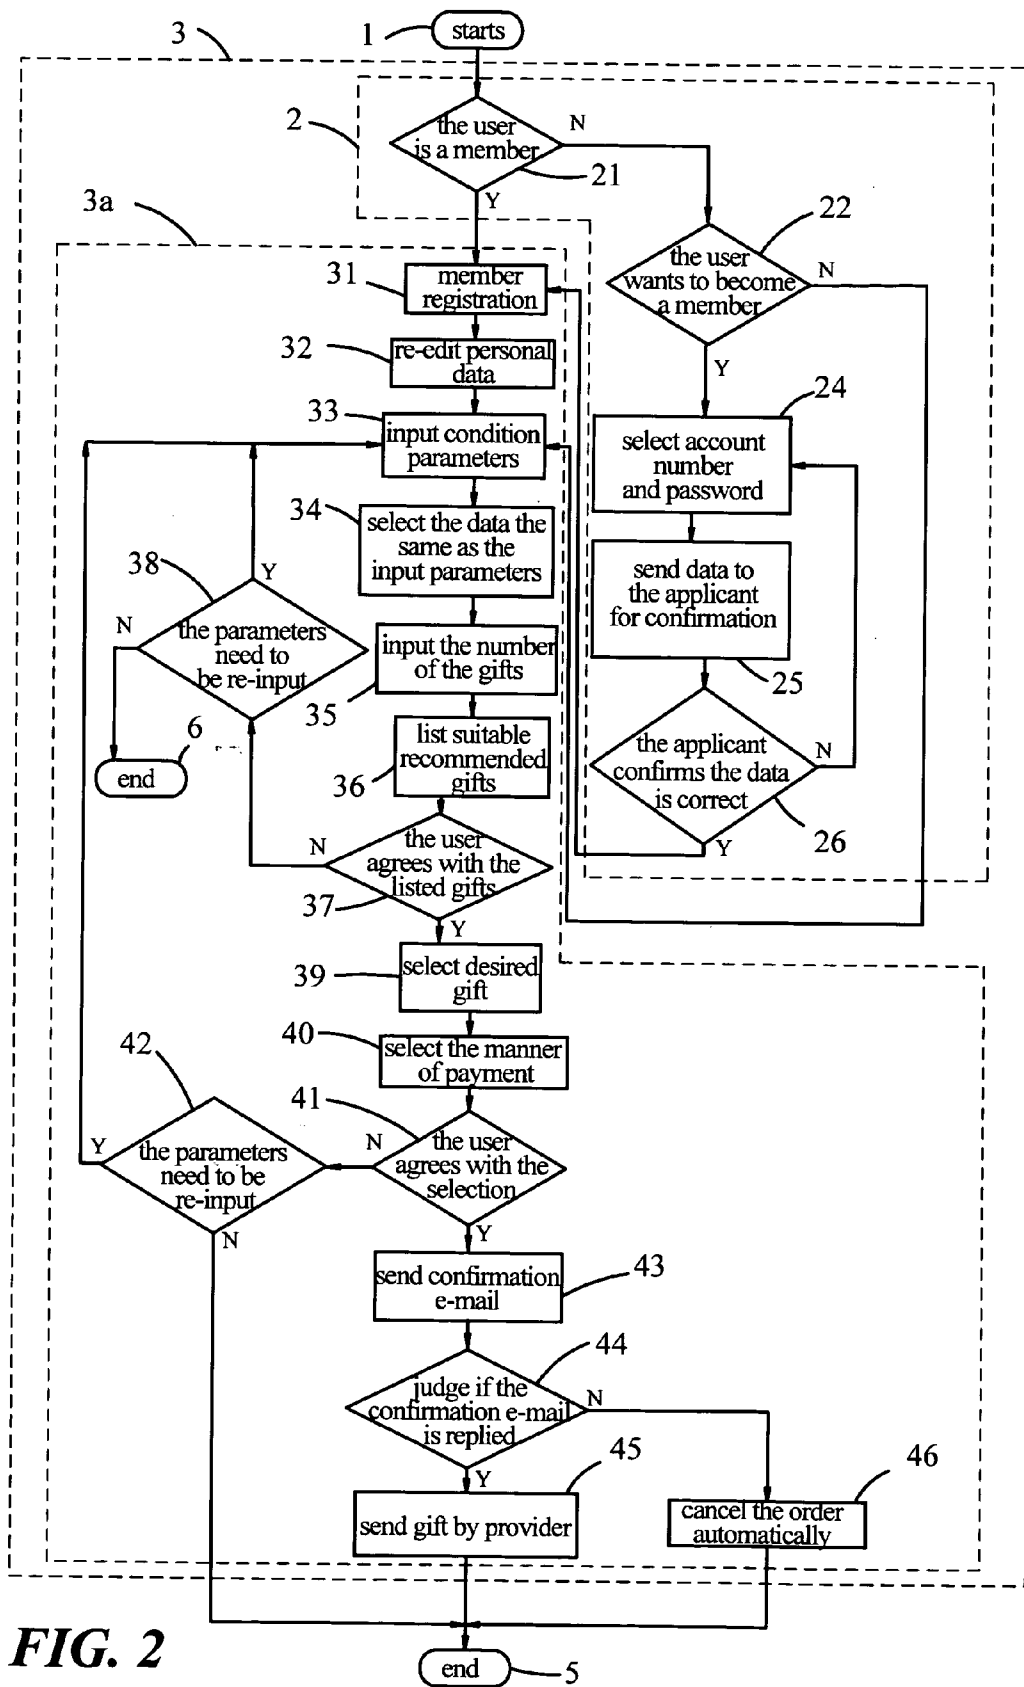 3
1
starts
2
the user
is a member
N
21
Y
3a
22
the user
wants to become
a member
N
Y
31
member
registration
32
re-edit personal
data
24
select account
number
and password
33
input condition
parameters
34
select the data the
same as the
input parameters
38
Y
N
the parameters
need to
be re-input
send data to
the applicant
for confirmation
25
35
input the number
of the gifts
6
end
36
list suitable
recommended
gifts
the applicant
confirms the data
is correct
N
26
Y
N
the user
agrees with the
listed gifts
37
Y
39
select desired
gift
40
select the manner
of payment
42
41
Y
the parameters
need to be
re-input
N
N
the user
agrees with the
selection
Y
send confirmation
e-mail
43
44
judge if the
confirmation e-mail
is replied
N
Y
45
send gift by provider
46
cancel the order
automatically
FIG. 2
end
5